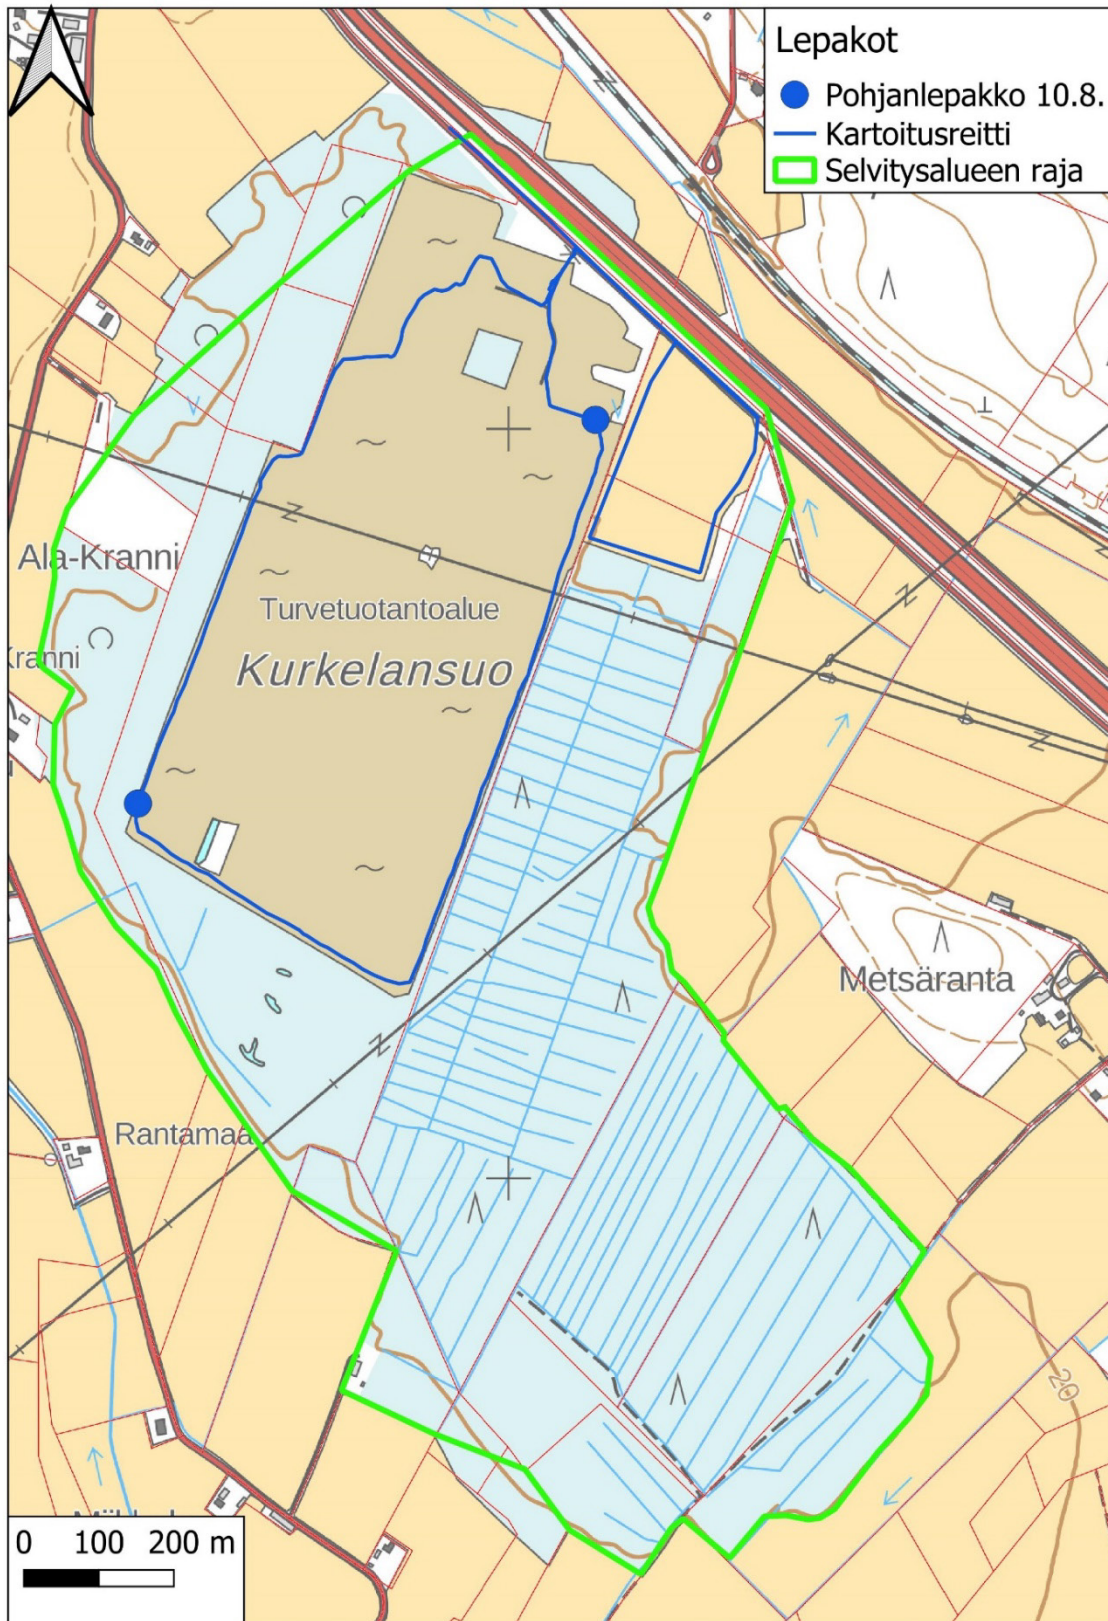 Lepakot
Pohjanlepakko 10.8.
Kartoitusreitti
Selvitysalueen raja
Ala-Kranni
Turvetuotantoalue
Kranni
Kurkelansuo
Metsäranta
Rantamaa
20
0 100 200 m